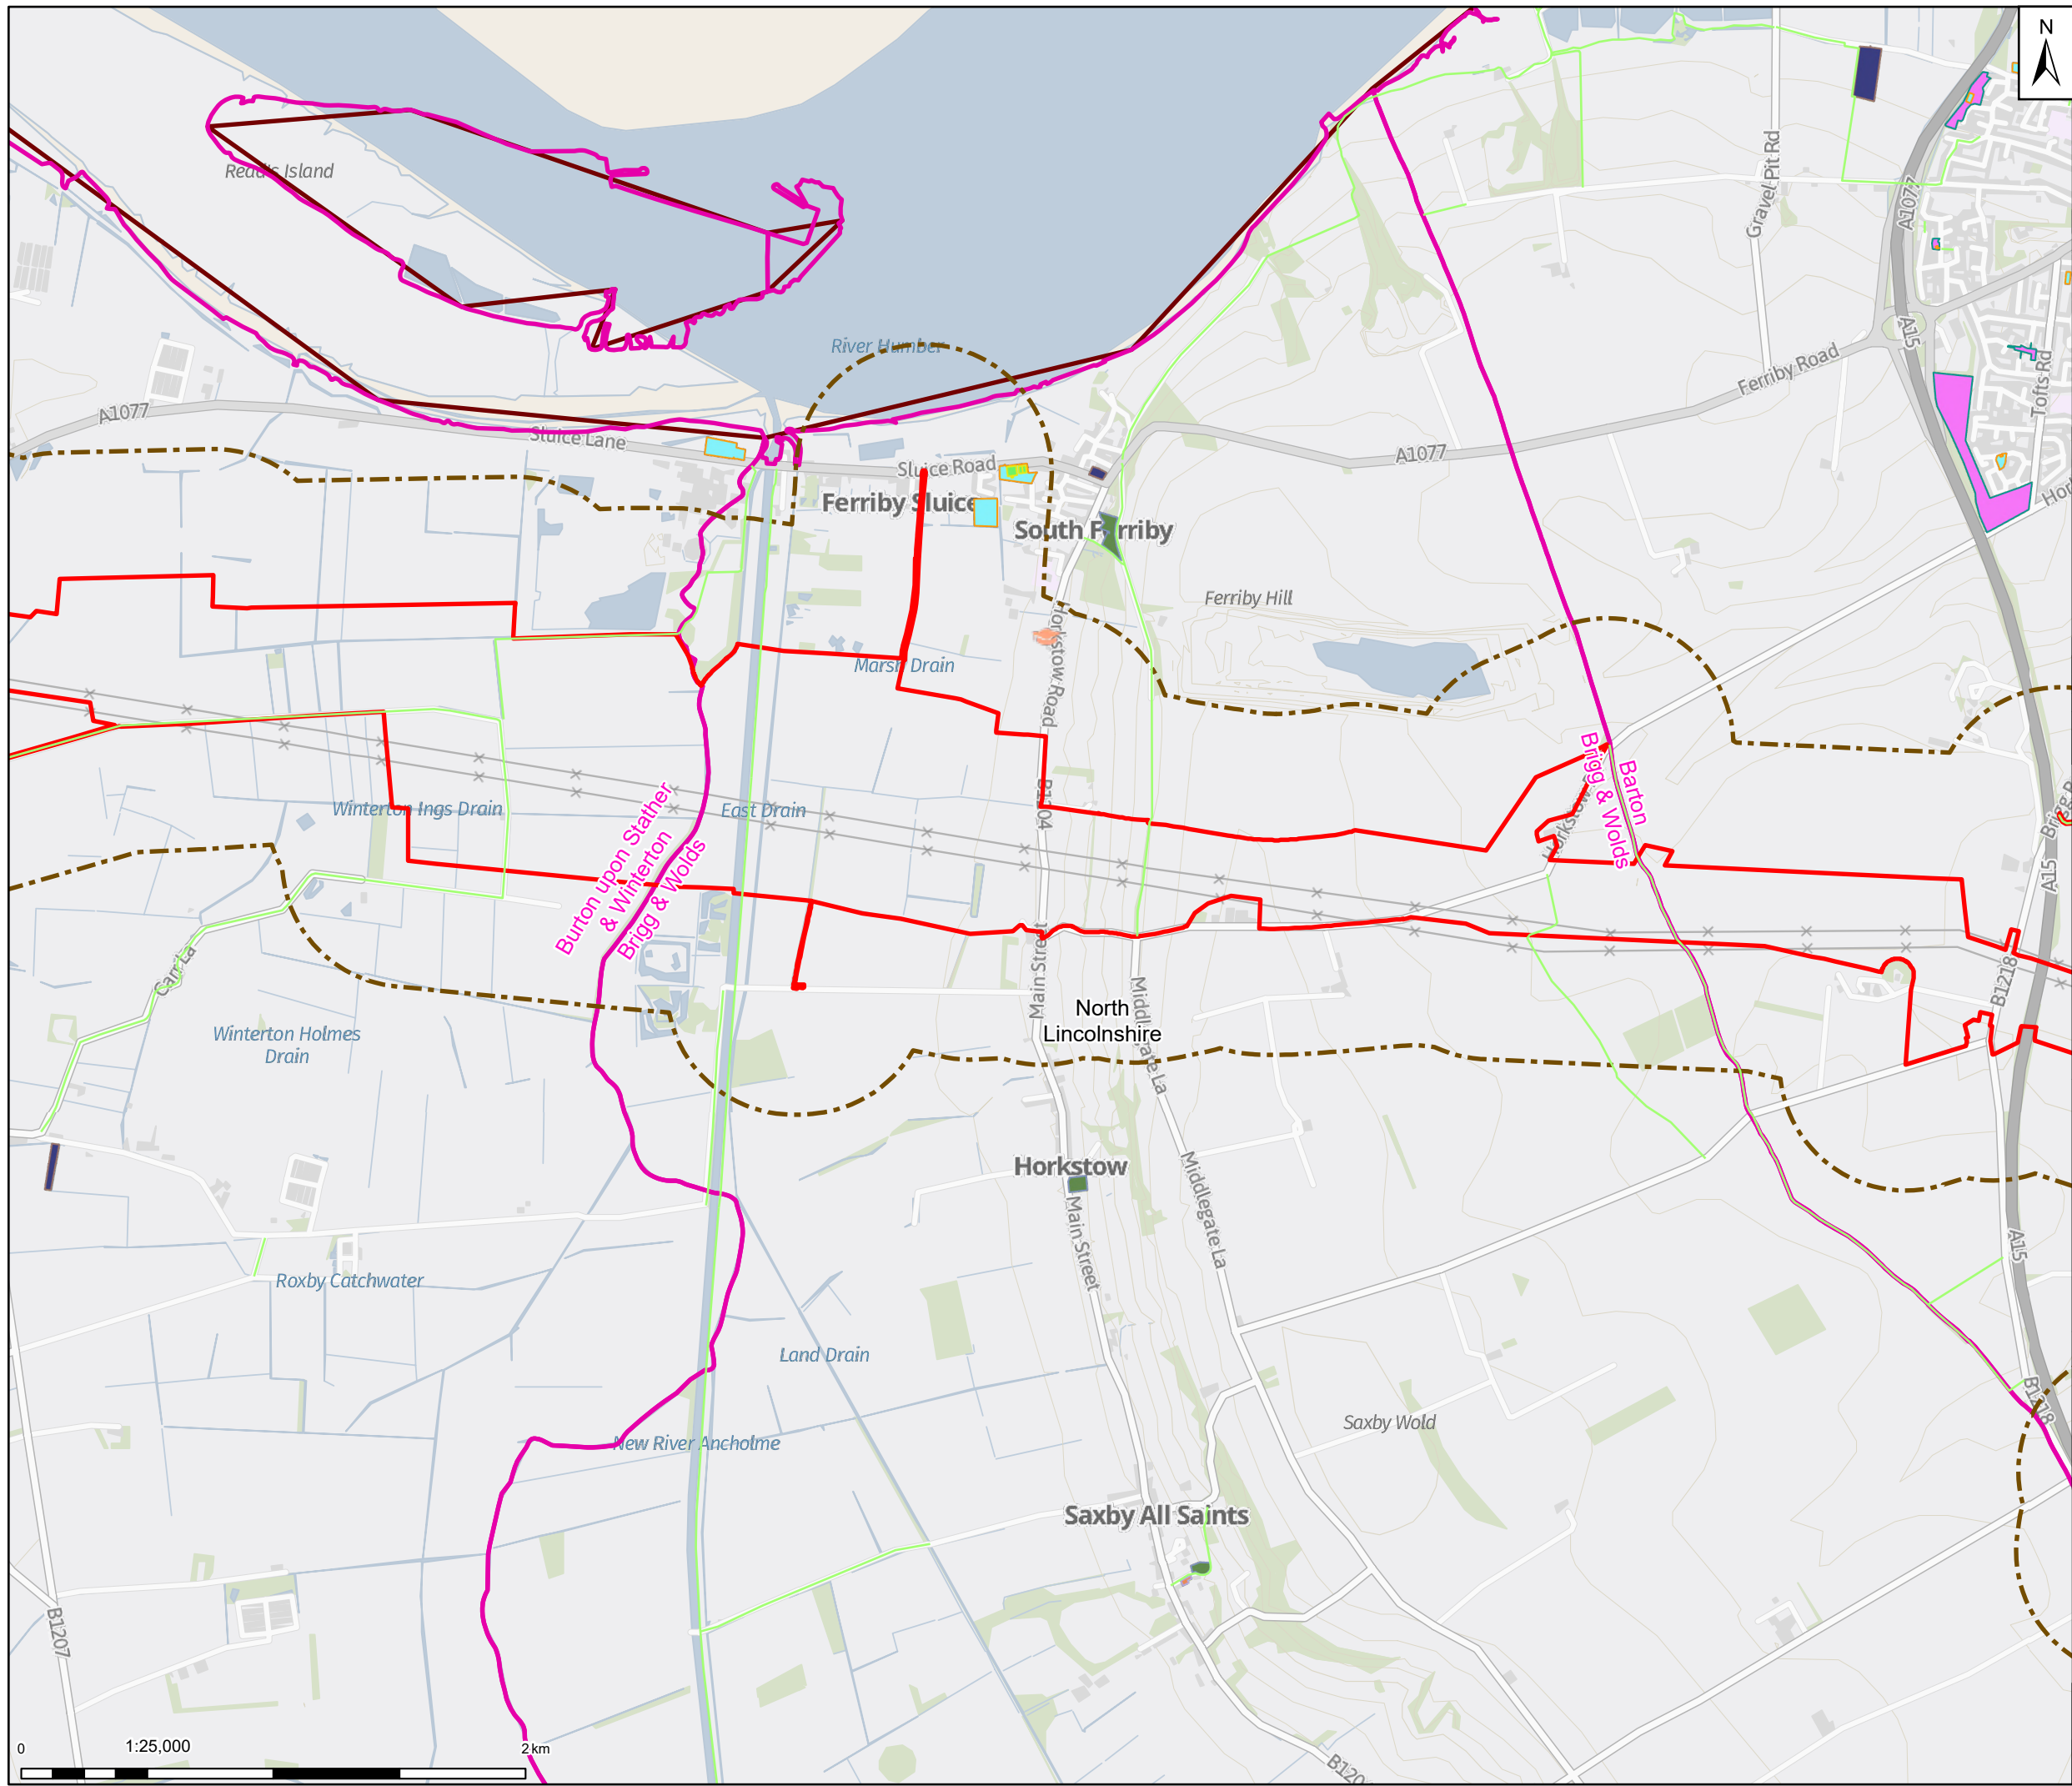 N
Read's Island
Gravel Pit Rd
A1077
River Humber
A15
Ferriby Road
Tofts Rd
A1077
Sluice Lane
A1077
Sluice Road
Ferriby Sluice
South Ferriby
Ferriby Hill
Marsh Drain
Horkstow Road
Barton
Brigg & Wolds
Winterton Ings Drain
East Drain
B1204
Burton upon Stather
& Winterton
Brigg & Wolds
A15
Carr La
Main Street
Middlegate La
B1218
North
Lincolnshire
Winterton Holmes
Drain
Horkstow
Main Street
Middlegate La
A15
Roxby Catchwater
Land Drain
B1218
New River Ancholme
Saxby Wold
Saxby All Saints
B1207
0
1:25,000
2 km